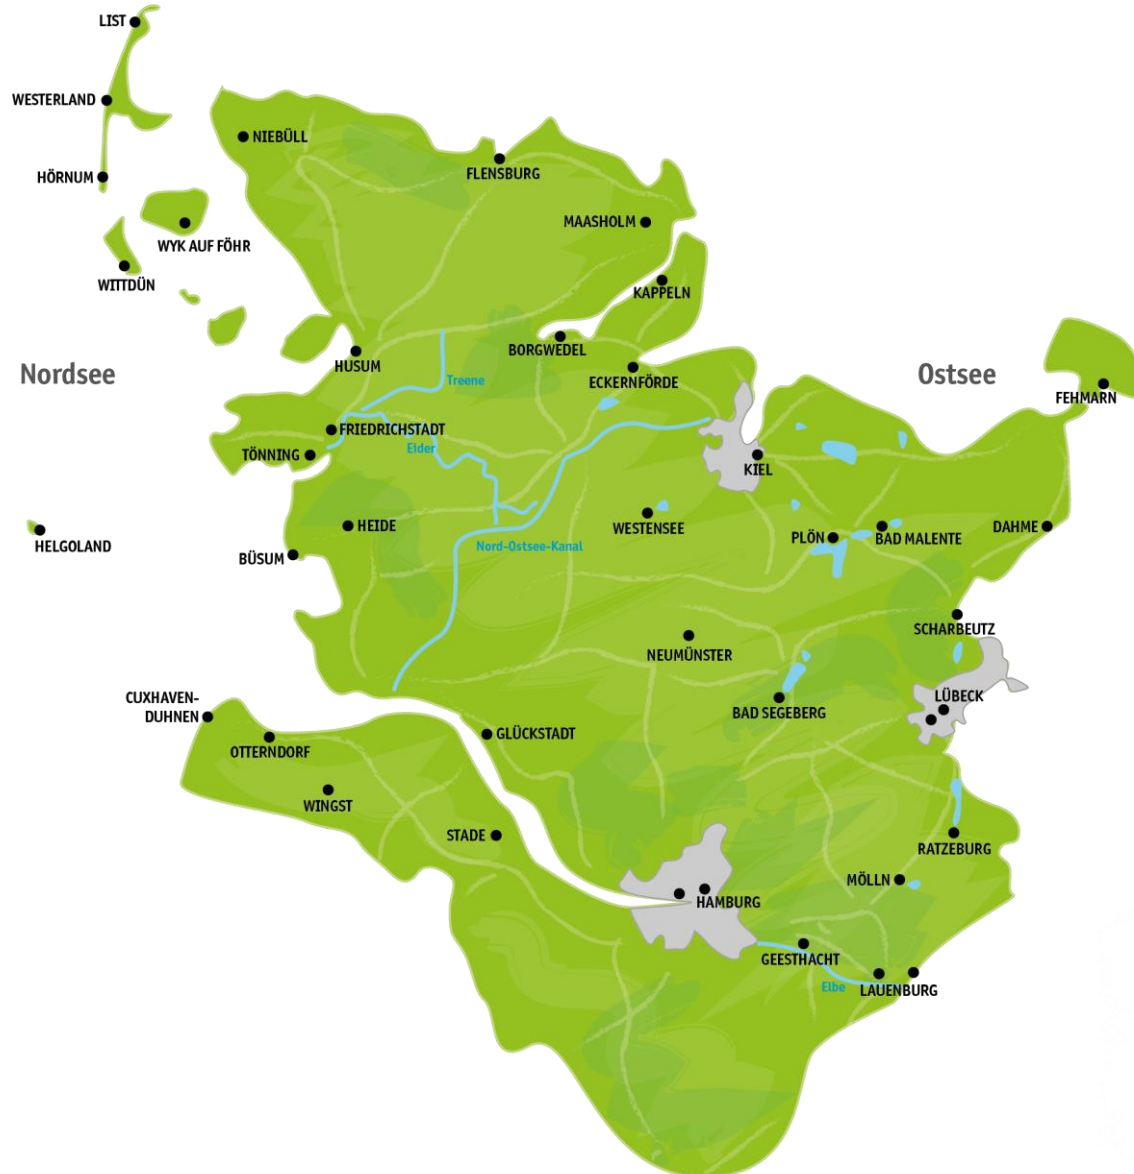 LIST
WESTERLAND
NIEBÜLL
FLENSBURG
HÖRNUM
MAASHOLM
WYK AUF FÖHR
WITTDÜN
KAPPELN
BORGWEDEL
HUSUM
ECKERNFÖRDE
Nordsee
Treene
Ostsee
FEHMARN
FRIEDRICHSTADT
Eider
TÖNNING
KIEL
HEIDE
WESTENSEE
PLÖN
BAD MALENTE
DAHME
HELGOLAND
BÜSUM
Nord-Ostsee-Kanal
SCHARBEUTZ
NEUMÜNSTER
CUXHAVEN-
DUHNEN
LÜBECK
BAD SEGEBERG
GLÜCKSTADT
OTTERNDORF
WINGST
STADE
RATZEBURG
MÖLLN
HAMBURG
GEESTHACHT
Elbe
LAUENBURG